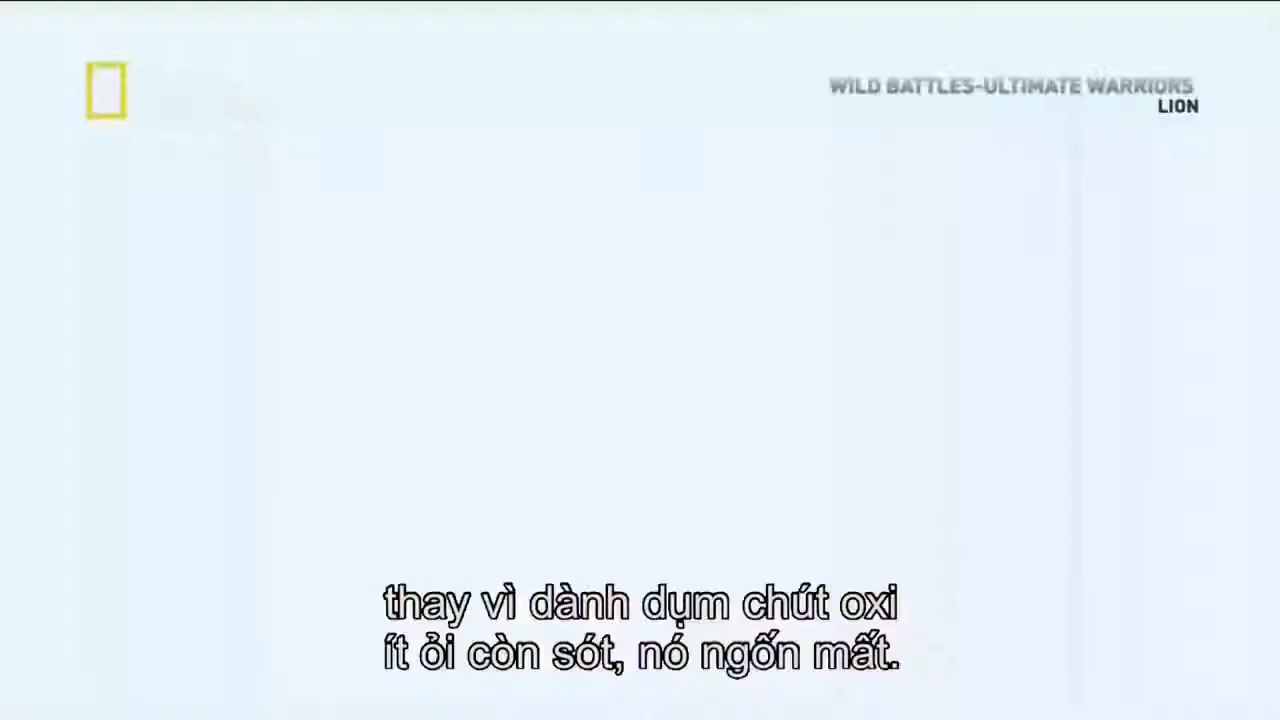 WILD BATTLES-ULTIMATE WARRIORS
LION
thay vì dành dụm chút oxi
ít ỏi còn sót, nó ngốn mất.